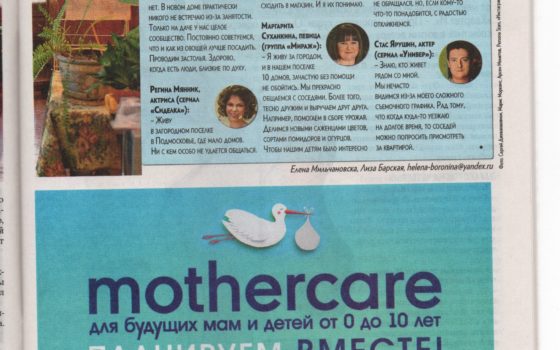 нет. В новом доме практически
никого не встречаю из-за занятости.
Только на даче у нас целое
сообщество: Постоянно советуемся,
что и как из овощей лучше посадить.
Проводим застолья. Здорово,
когда есть люди, близкие по духу.
Регина Мянник,
актриса (сериал
«Сиделка»):
– Живу
в загородном поселке
в Подмосковье, где мало домов.
Ни с кем особо не удается общаться.
сходить в магазин. И я их понимаю.
Маргарита
Суханкина, певица
(группа «Мираж»):
– Я живу за городом,
и в нашем поселке
10 домов, зачастую без помощи
не обойтись. Мы прекрасно
общаемся с соседями. Более того,
тесно дружим и выручаем друг друга.
Например, помогаем в сборе урожая.
Делимся новыми саженцами цветов,
сортами помидоров и огурцов.
Чтобы нашим детям было интересно
не обращался, но, если кому-то
что-то понадобится, с радостью
откликнемся.
Стас Ярушин, актер
(сериал «Универ»):
– Знаю, кто живет
рядом со мной.
Мы нечасто
видимся из-за моего сложного
съемочного графика. Рад тому,
что когда куда-то уезжаю
на долгое время, то соседей
можно попросить присмотреть
за квартирой.
Елена Мильчановска, Лиза Барская, helena-boronina@yandex.ru
mothercare
для будущих мам и детей от 0 до 10 лет
ПЛАНИРУЕМ ВМЕСТЕ!